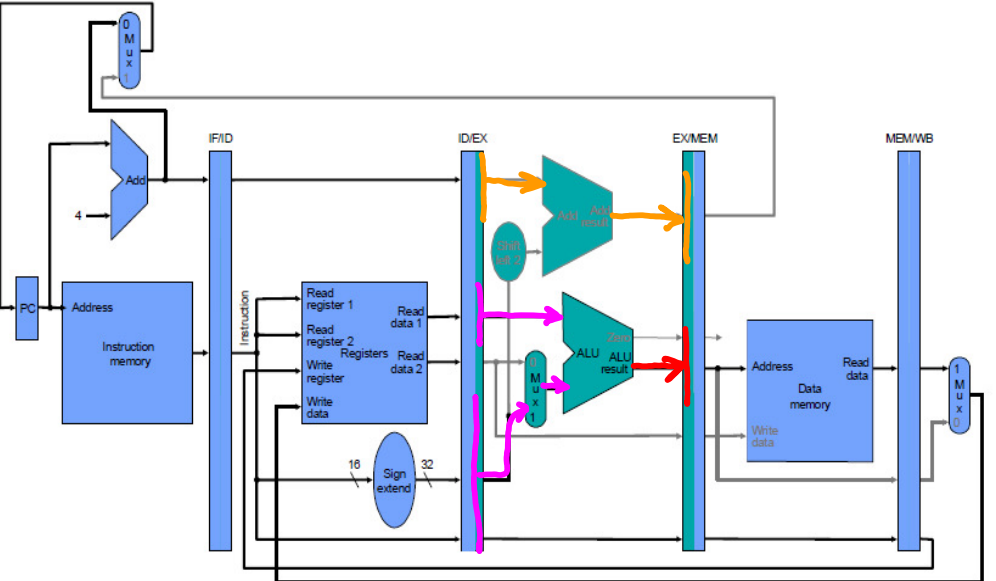 0
M
u
x
1
IF/ID
ID/EX
EX/MEM
MEM/WB
Add
4
Add
Add
result
Shift
left 2
PC
Address
Instruction
memory
Instruction
Read
register 1
Read
register 2
Write
register
Write
data
Registers
Read
data 1
Read
data 2
16
Sign
extend
32
0
M
u
x
1
ALU
Zero
ALU
result
Address
Read
data
Data
memory
Write
data
1
M
u
x
0